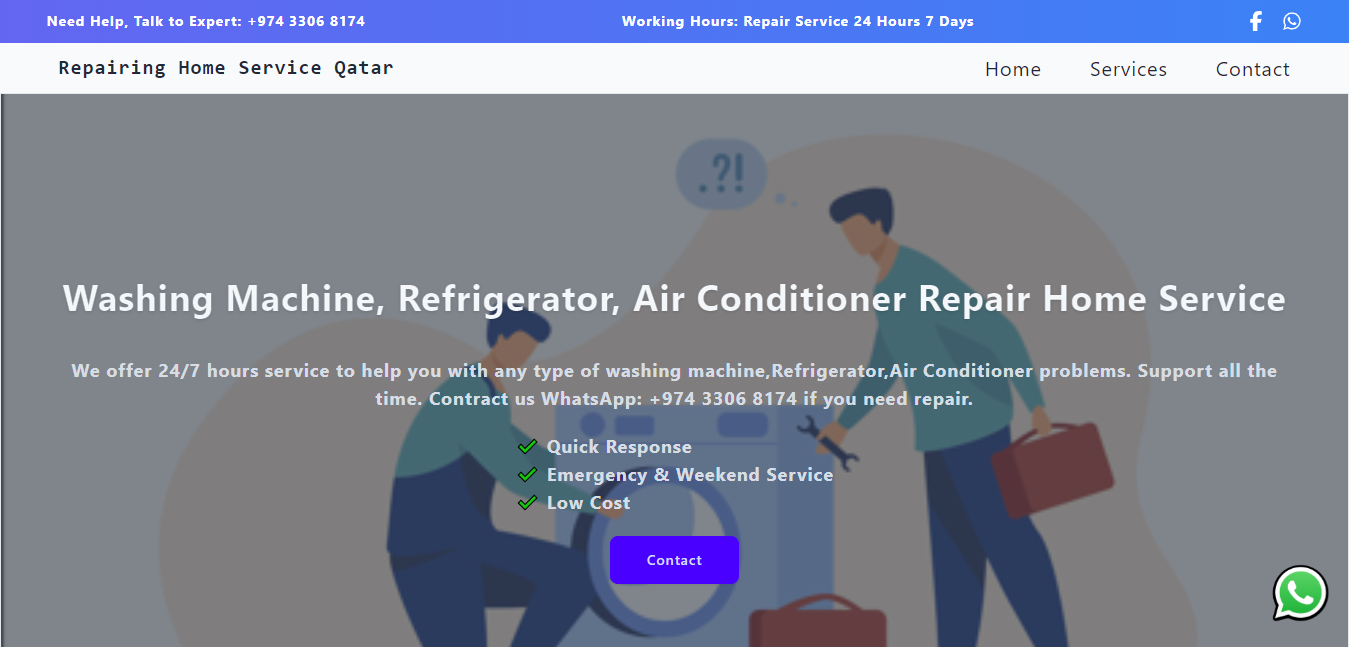 Need Help, Talk to Expert: +974 3306 8174
Working Hours: Repair Service 24 Hours 7 Days
Repairing Home Service Qatar
Home
Services
Contact
.?!
Washing Machine, Refrigerator, Air Conditioner Repair Home Service
We offer 24/7 hours service to help you with any type of washing machine,Refrigerator,Air Conditioner problems. Support all the
time. Contract us WhatsApp: +974 3306 8174 if you need repair.
Quick Response
Emergency & Weekend Service
Low Cost
Contact